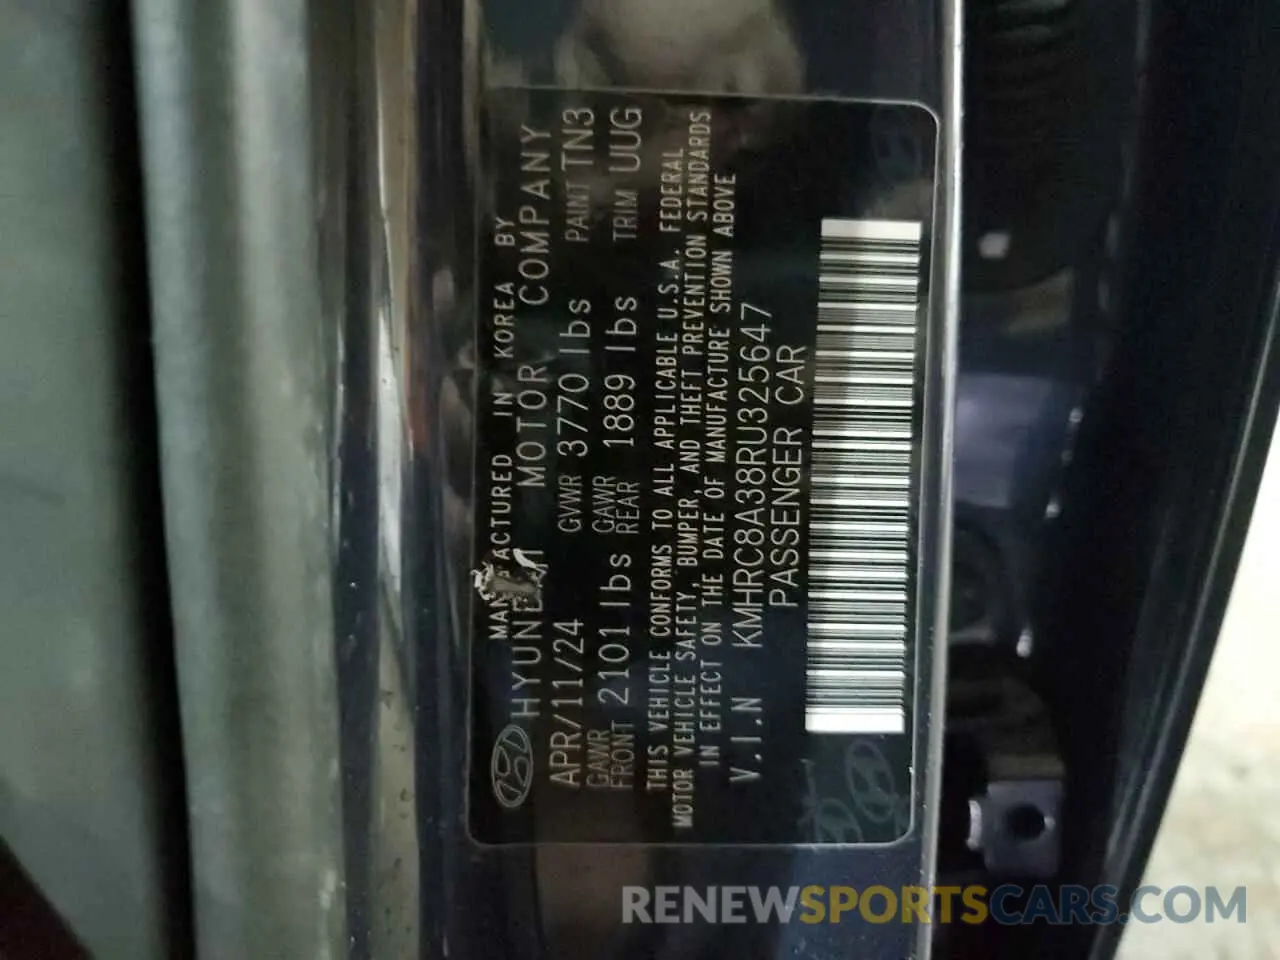 MAN ACTURED IN KOREA BY
HYUNDAI MOTOR COMPANY
APR/11/24 GVWR 3770 lbs PAINT TN3
GAWR FRONT 2101 lbs GAWR REAR 1889 lbs TRIM UUG
THIS VEHICLE CONFORMS TO ALL APPLICABLE U.S.A. FEDERAL
MOTOR VEHICLE SAFETY, BUMPER, AND THEFT PREVENTION STANDARDS
IN EFFECT ON THE DATE OF MANUFACTURE SHOWN ABOVE
V.I.N KMHRC8A38RU325647
PASSENGER CAR
RENEWSPORTSCARS.COM